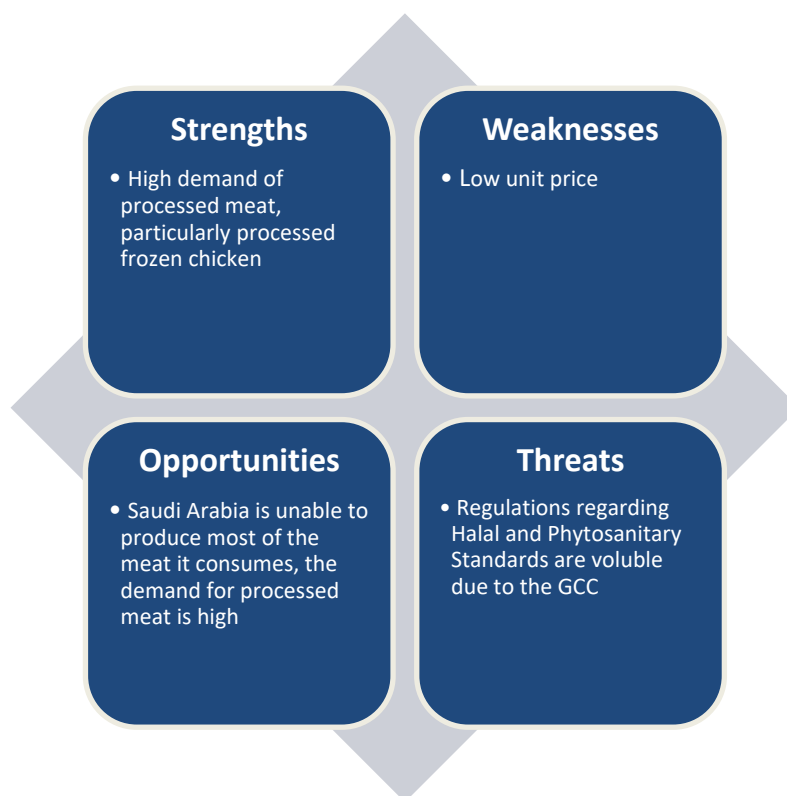 Strengths
• High demand of
processed meat,
particularly processed
frozen chicken
Weaknesses
• Low unit price
Opportunities
• Saudi Arabia is unable to
produce most of the
meat it consumes, the
demand for processed
meat is high
Threats
• Regulations regarding
Halal and Phytosanitary
Standards are voluble
due to the GCC